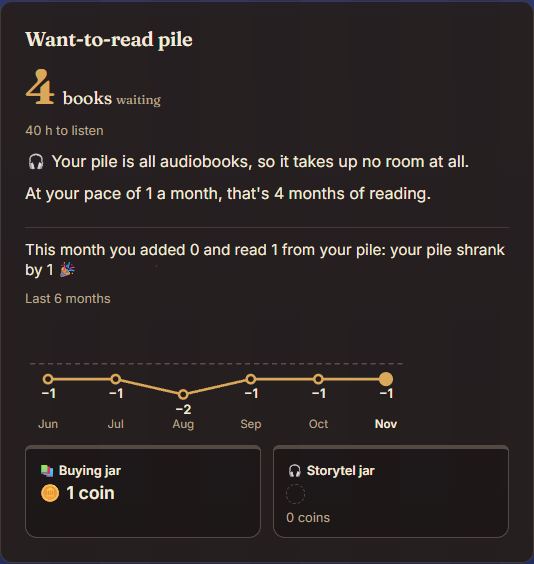 Want-to-read pile
4 books waiting
40 h to listen
🎧 Your pile is all audiobooks, so it takes up no room at all.
At your pace of 1 a month, that's 4 months of reading.
This month you added 0 and read 1 from your pile: your pile shrank
by 1 🎉
Last 6 months
−1 −1 −2 −1 −1 −1
Jun Jul Aug Sep Oct Nov
📚 Buying jar
1 coin
🎧 Storytel jar
0 coins